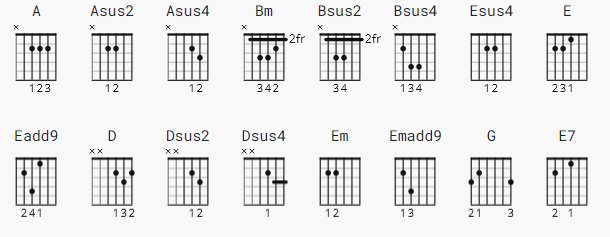 A Asus2 Asus4 Bm Bsus2 Bsus4 Esus4 E
× × × × × ×
2fr 2fr
123 12 12 342 34 134 12 231
Eadd9 D Dsus2 Dsus4 Em Emadd9 G E7
×× ×× ××
241 132 12 1 12 13 21 3 2 1